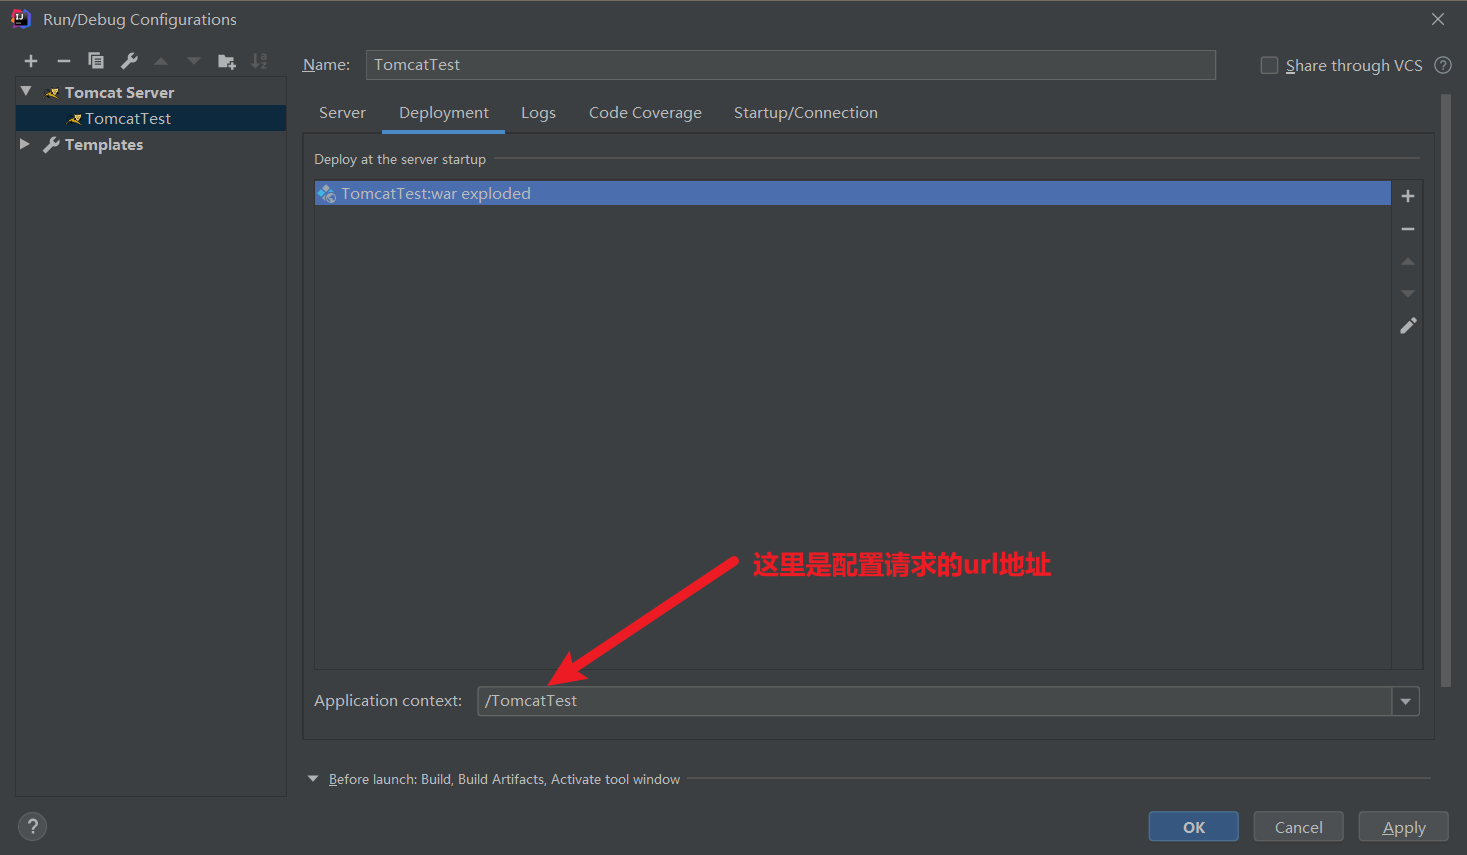 Run/Debug Configurations
Name: TomcatTest
Share through VCS
Tomcat Server
TomcatTest
Templates
Server Deployment Logs Code Coverage Startup/Connection
Deploy at the server startup
TomcatTest:war exploded
这里是配置请求的url地址
Application context: /TomcatTest
Before launch: Build, Build Artifacts, Activate tool window
OK Cancel Apply